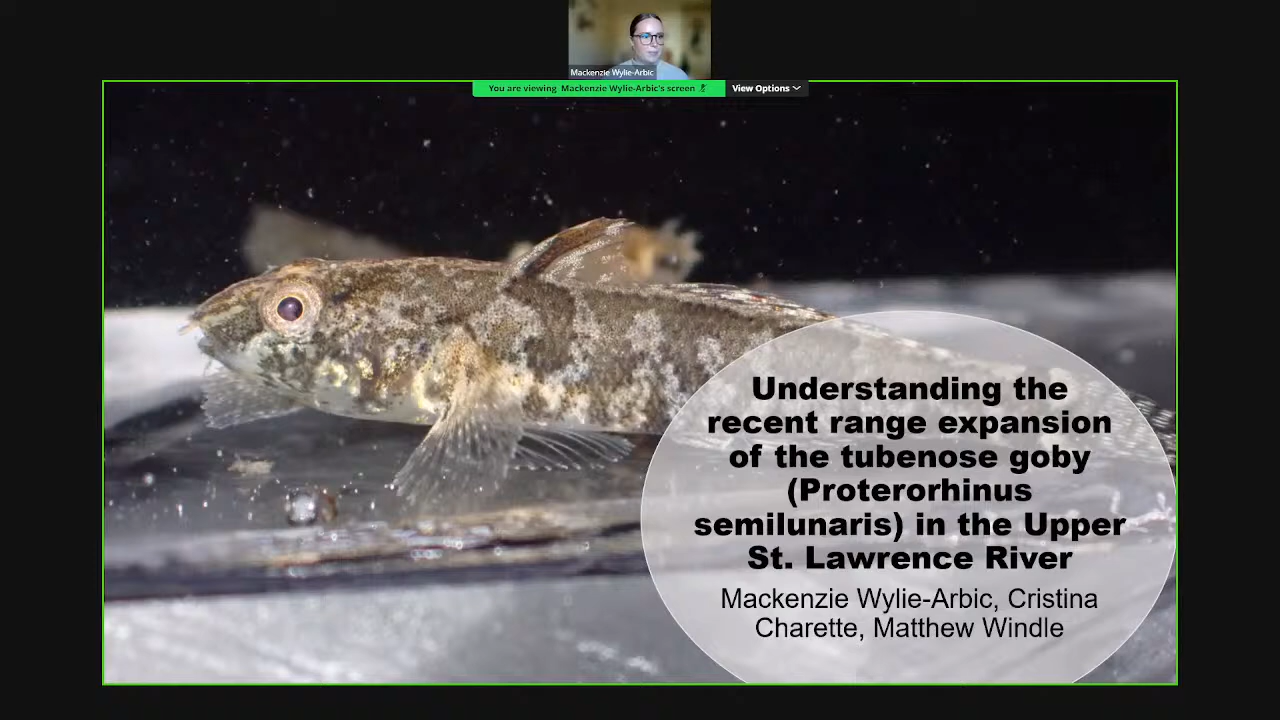 Mackenzie Wylie-Arbic
You are viewing Mackenzie Wylie-Arbic's screen
View Options
Understanding the
recent range expansion
of the tubenose goby
(Proterorhinus
semilunaris) in the Upper
St. Lawrence River
Mackenzie Wylie-Arbic, Cristina
Charette, Matthew Windle